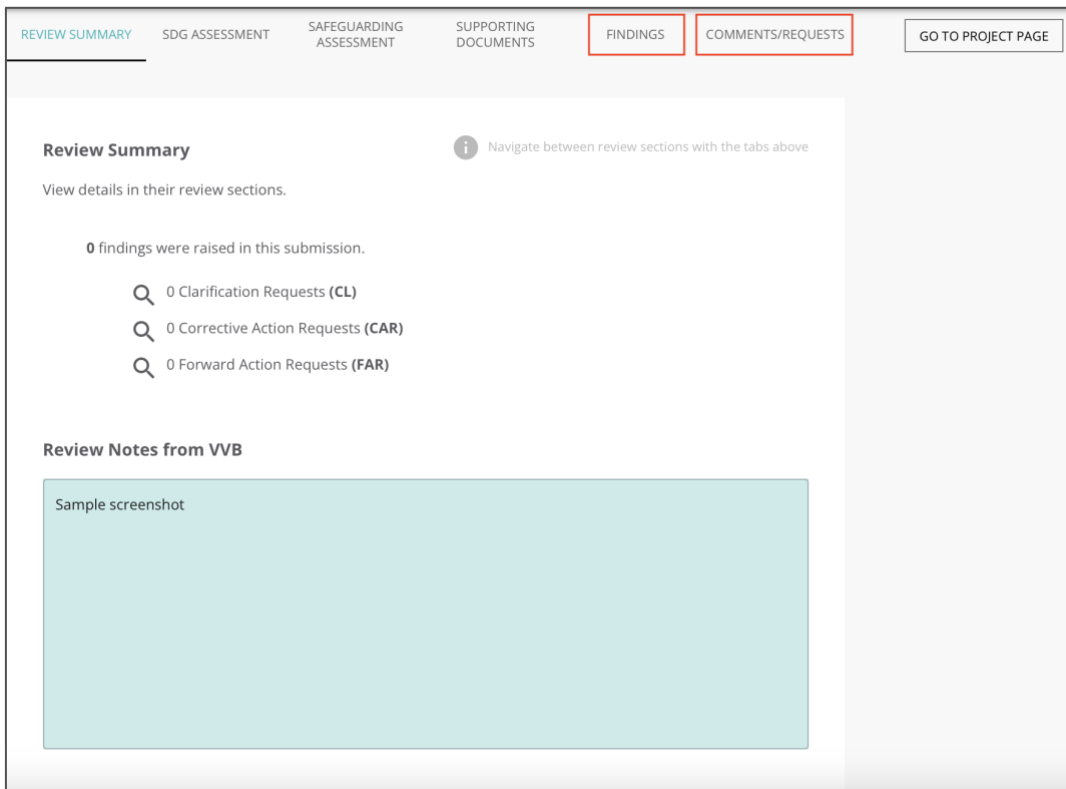 REVIEW SUMMARY
SDG ASSESSMENT
SAFEGUARDING
ASSESSMENT
SUPPORTING
DOCUMENTS
FINDINGS
COMMENTS/REQUESTS
GO TO PROJECT PAGE
Review Summary
i Navigate between review sections with the tabs above
View details in their review sections.
0 findings were raised in this submission.
0 Clarification Requests (CL)
0 Corrective Action Requests (CAR)
0 Forward Action Requests (FAR)
Review Notes from VVB
Sample screenshot